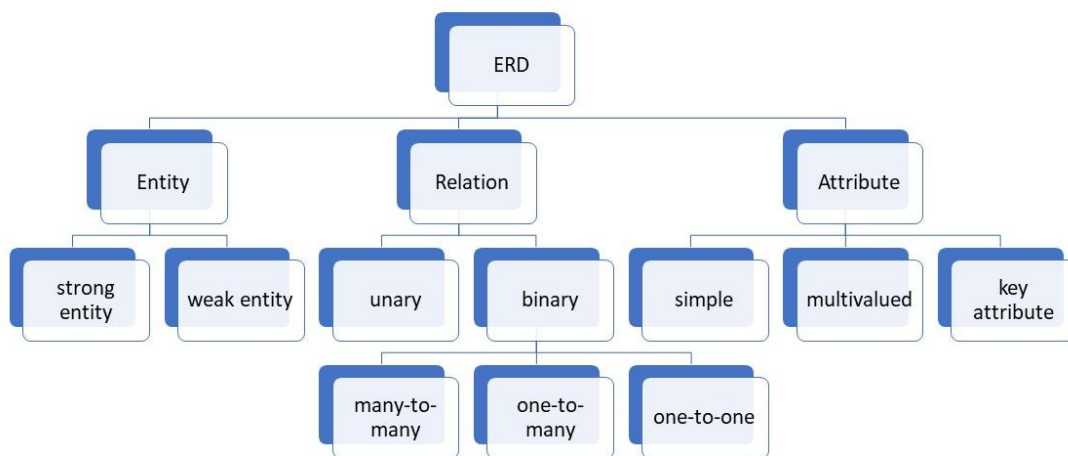 ERD
Entity
Relation
Attribute
strong
entity
weak entity
unary
binary
simple
multivalued
key
attribute
many-to-
many
one-to-
many
one-to-one